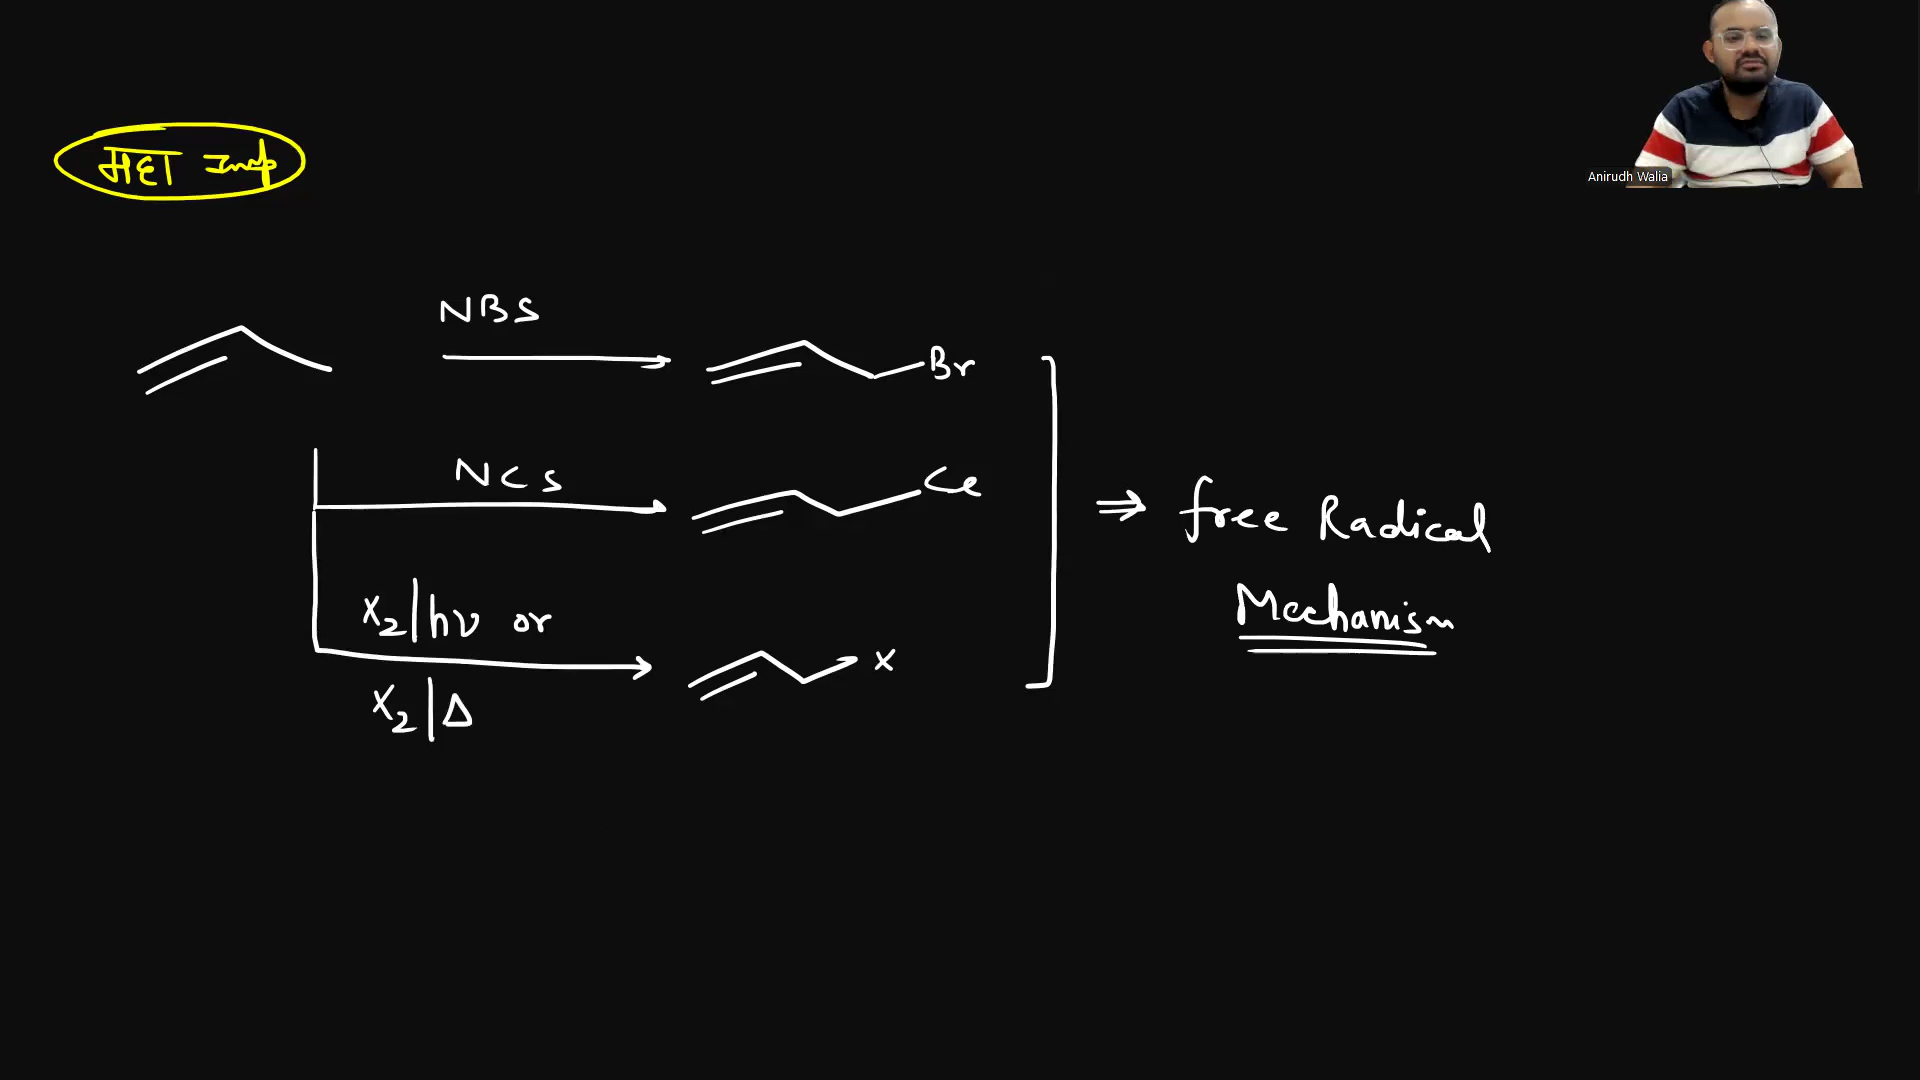 महा Imp
Anirudh Walia
NBS
Br
NCS
Cl
free Radical
Mechanism
X2|hν or
X
X2|Δ